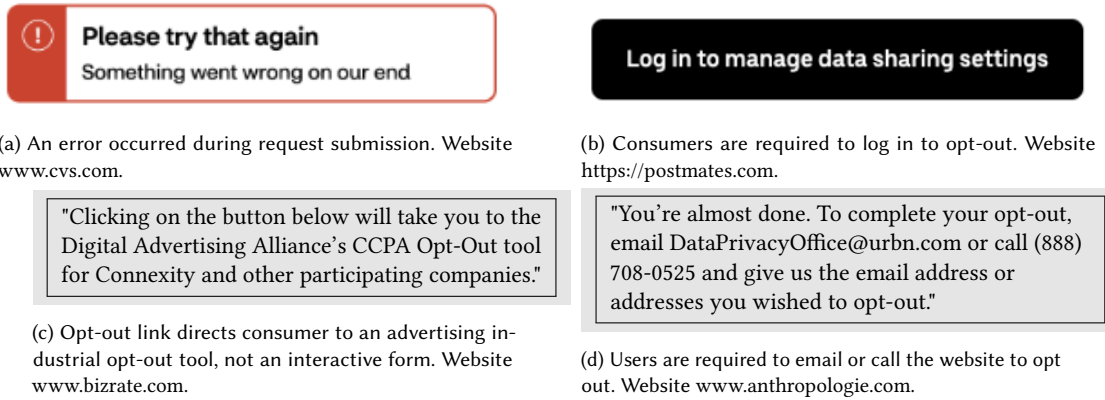 Please try that again
Something went wrong on our end
(a) An error occurred during request submission. Website
www.cvs.com.
Log in to manage data sharing settings
(b) Consumers are required to log in to opt-out. Website
https://postmates.com.
"Clicking on the button below will take you to the
Digital Advertising Alliance's CCPA Opt-Out tool
for Connexity and other participating companies."
(c) Opt-out link directs consumer to an advertising in-
dustrial opt-out tool, not an interactive form. Website
www.bizrate.com.
"You're almost done. To complete your opt-out,
email DataPrivacyOffice@urbn.com or call (888)
708-0525 and give us the email address or
addresses you wished to opt-out."
(d) Users are required to email or call the website to opt
out. Website www.anthropologie.com.